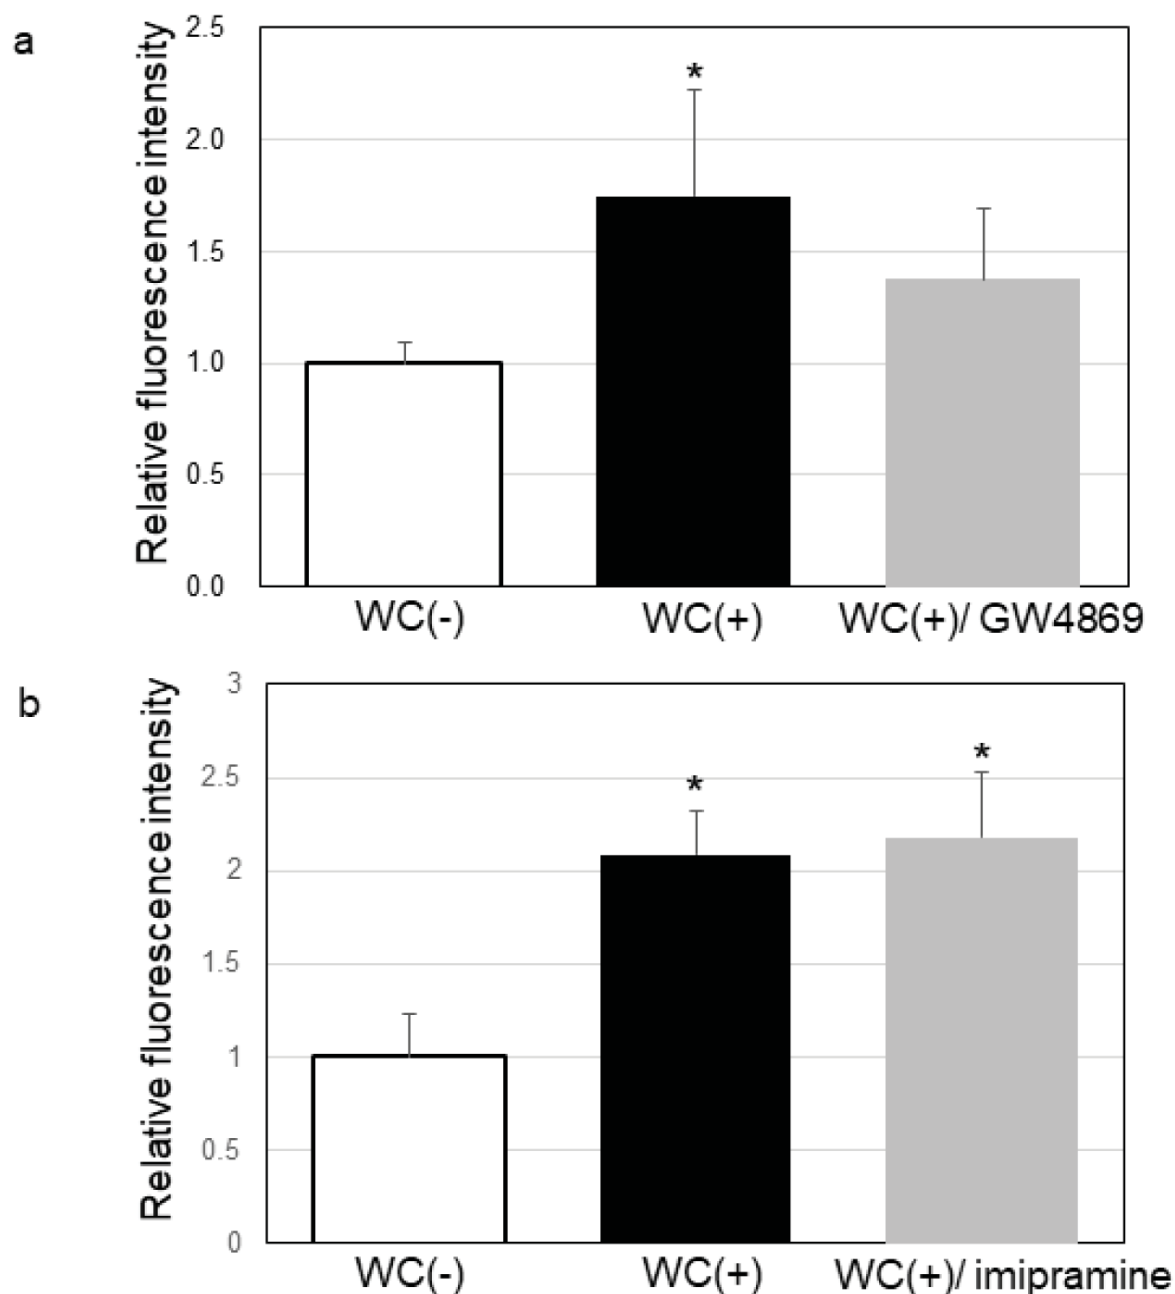 a
Relative fluorescence intensity
2.5
2.0
1.5
1.0
0.5
0.0
*
WC(-) WC(+) WC(+)/ GW4869
b
Relative fluorescence intensity
3
2.5
2
1.5
1
0.5
0
*
*
WC(-) WC(+) WC(+)/ imipramine